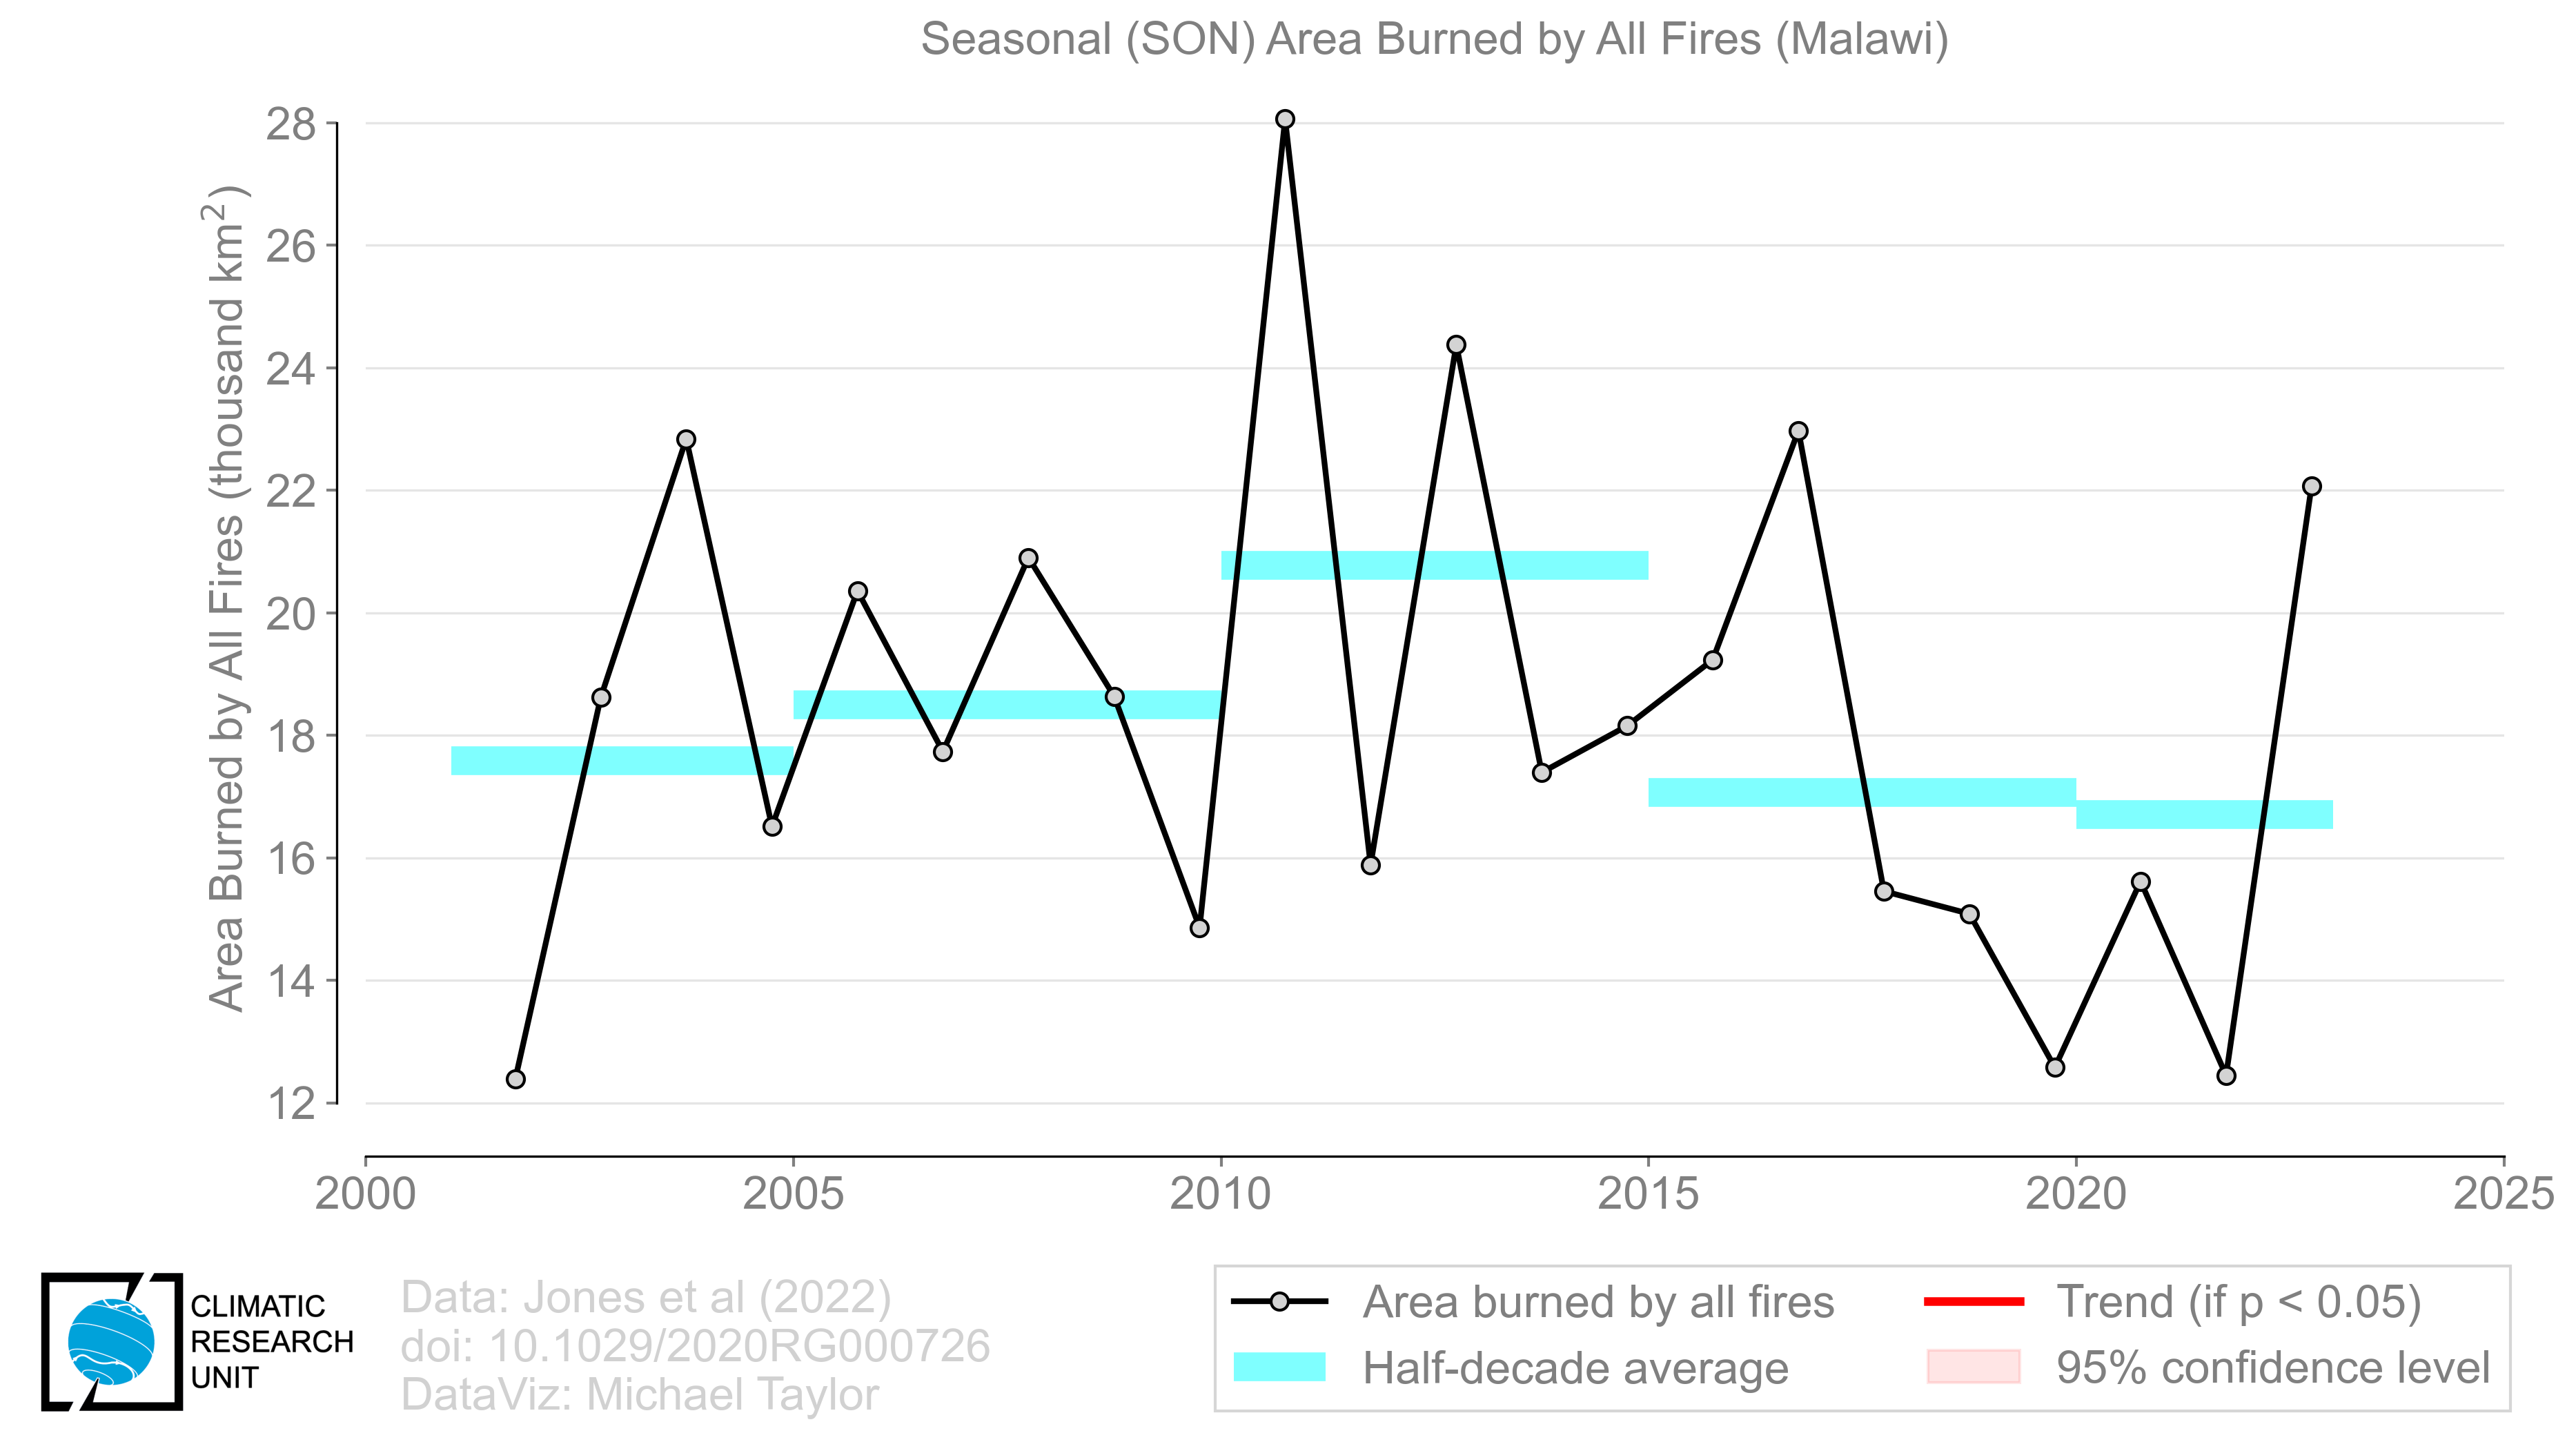 Seasonal (SON) Area Burned by All Fires (Malawi)
Area Burned by All Fires (thousand km²)
28
26
24
22
20
18
16
14
12
2000 2005 2010 2015 2020 2025
CLIMATIC
RESEARCH
UNIT
Data: Jones et al (2022)
doi: 10.1029/2020RG000726
DataViz: Michael Taylor
Area burned by all fires
Half-decade average
Trend (if p < 0.05)
95% confidence level